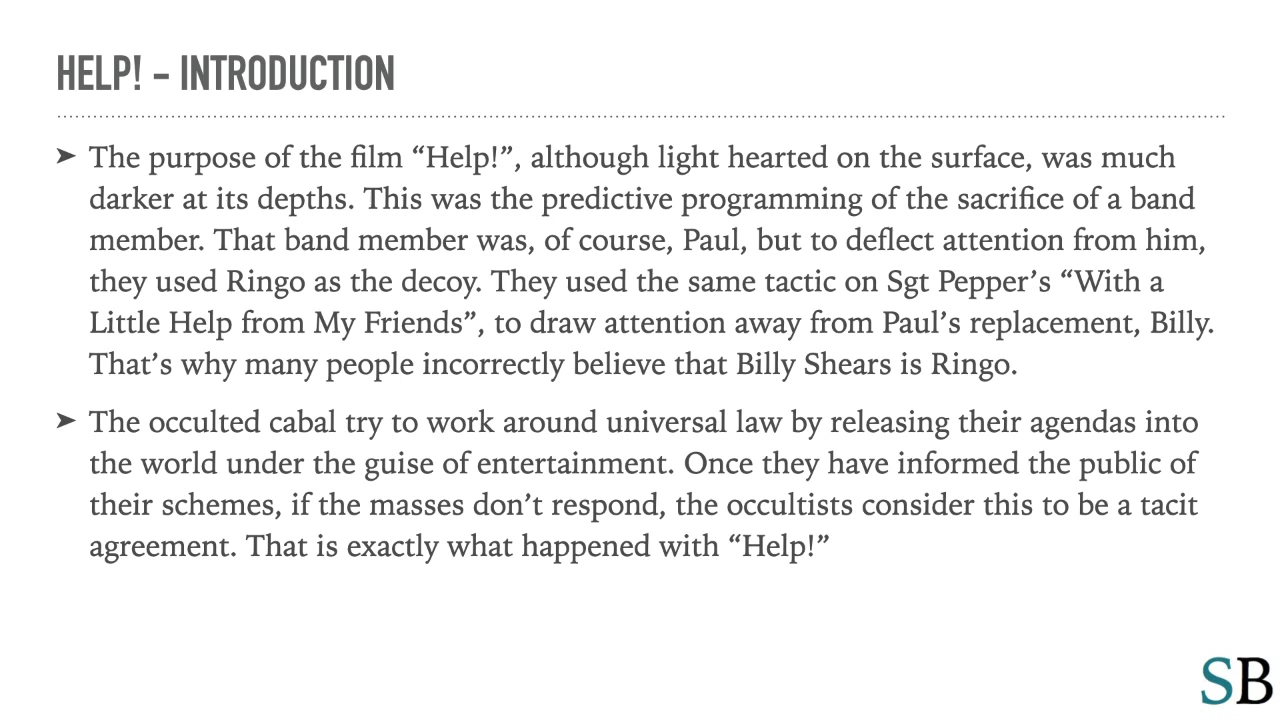 HELP! – INTRODUCTION
➤ The purpose of the film “Help!”, although light hearted on the surface, was much
darker at its depths. This was the predictive programming of the sacrifice of a band
member. That band member was, of course, Paul, but to deflect attention from him,
they used Ringo as the decoy. They used the same tactic on Sgt Pepper’s “With a
Little Help from My Friends”, to draw attention away from Paul’s replacement, Billy.
That’s why many people incorrectly believe that Billy Shears is Ringo.
➤ The occulted cabal try to work around universal law by releasing their agendas into
the world under the guise of entertainment. Once they have informed the public of
their schemes, if the masses don’t respond, the occultists consider this to be a tacit
agreement. That is exactly what happened with “Help!”
SB